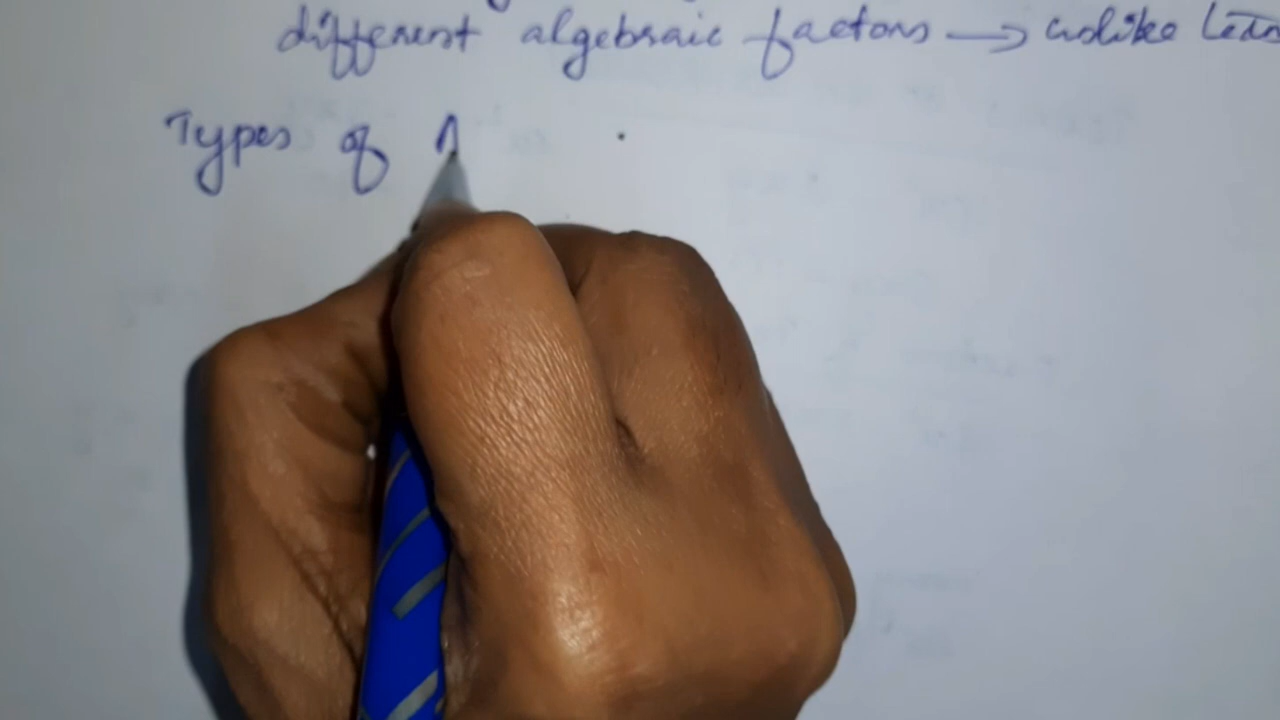 different algebraic factors → unlike
Types of A